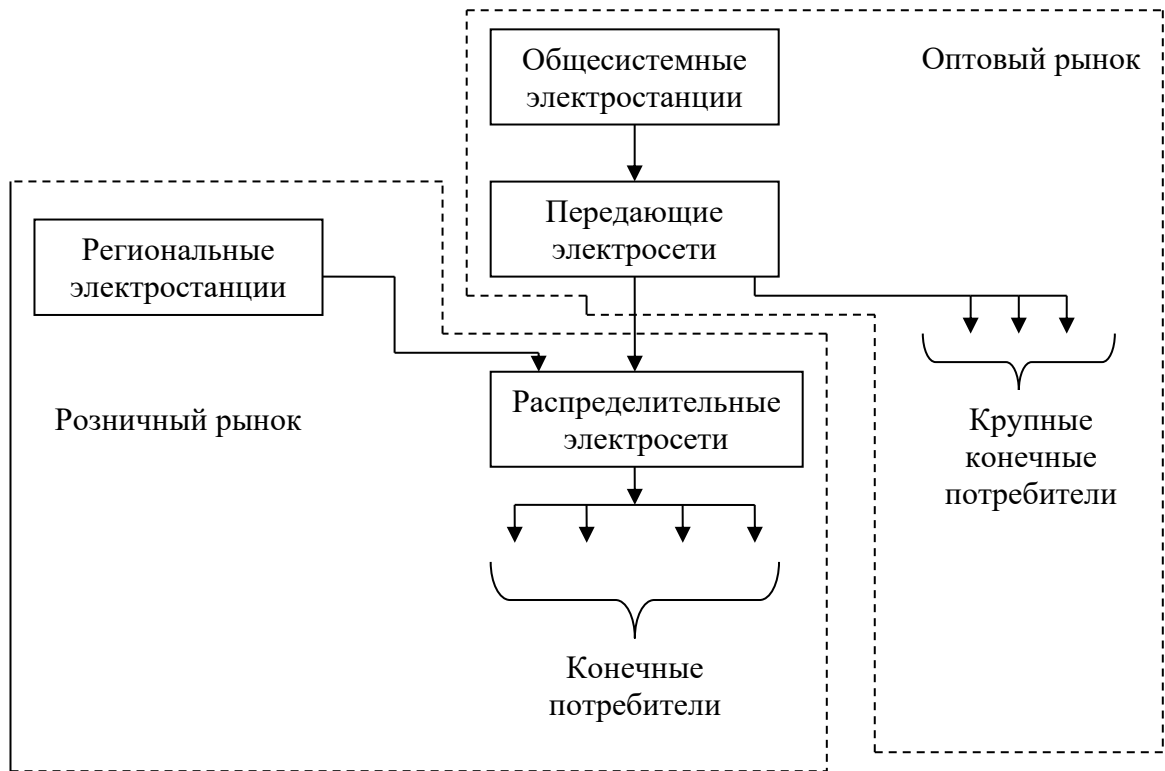 Общесистемные
электростанции
Оптовый рынок
Передающие
электросети
Региональные
электростанции
Распределительные
электросети
Розничный рынок
Крупные
конечные
потребители
Конечные
потребители